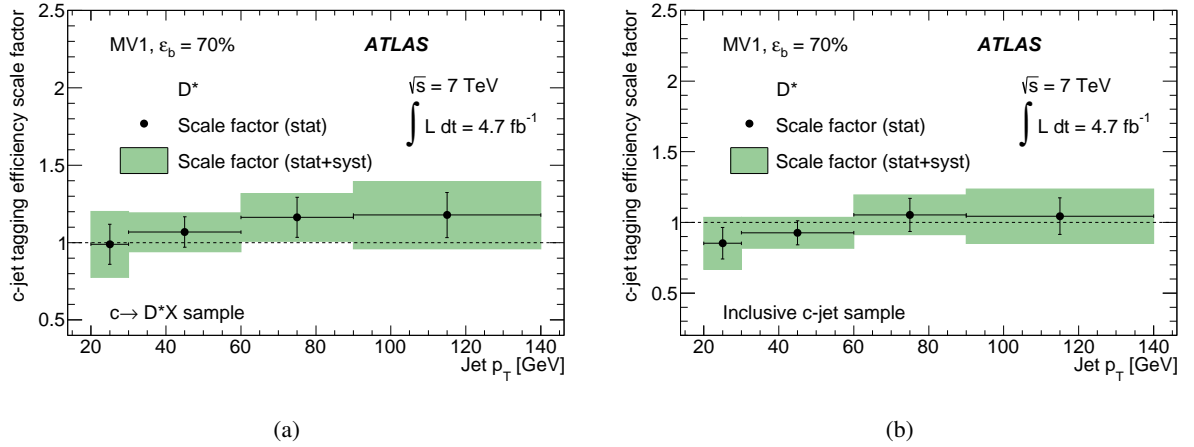 c-jet tagging efficiency scale factor
2.5
2
1.5
1
0.5
MV1, εb = 70%
ATLAS
D*
√s = 7 TeV
∫ L dt = 4.7 fb-1
Scale factor (stat)
Scale factor (stat+syst)
c→ D*X sample
20 40 60 80 100 120 140
Jet pT [GeV]
(a)
c-jet tagging efficiency scale factor
2.5
2
1.5
1
0.5
MV1, εb = 70%
ATLAS
D*
√s = 7 TeV
∫ L dt = 4.7 fb-1
Scale factor (stat)
Scale factor (stat+syst)
Inclusive c-jet sample
20 40 60 80 100 120 140
Jet pT [GeV]
(b)